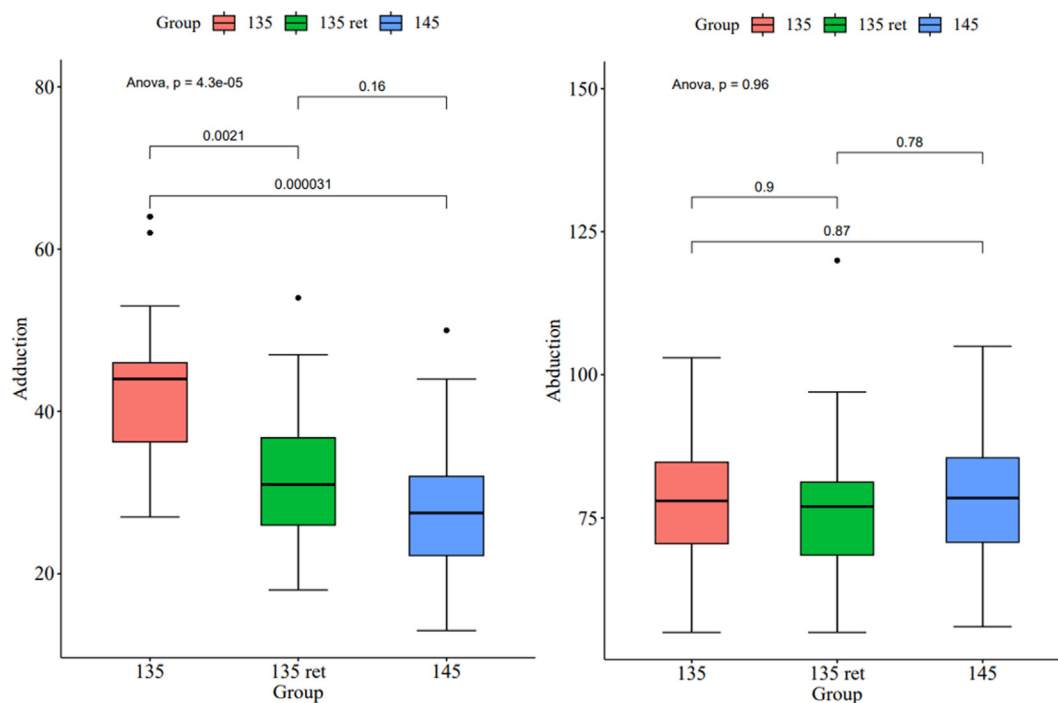 Group 135 135 ret 145
Anova, p = 4.3e-05
0.16
0.0021
0.000031
80
60
40
20
Adduction
135 135 ret 145
Group
Group 135 135 ret 145
Anova, p = 0.96
0.78
0.9
0.87
150
125
100
75
Abduction
135 135 ret 145
Group